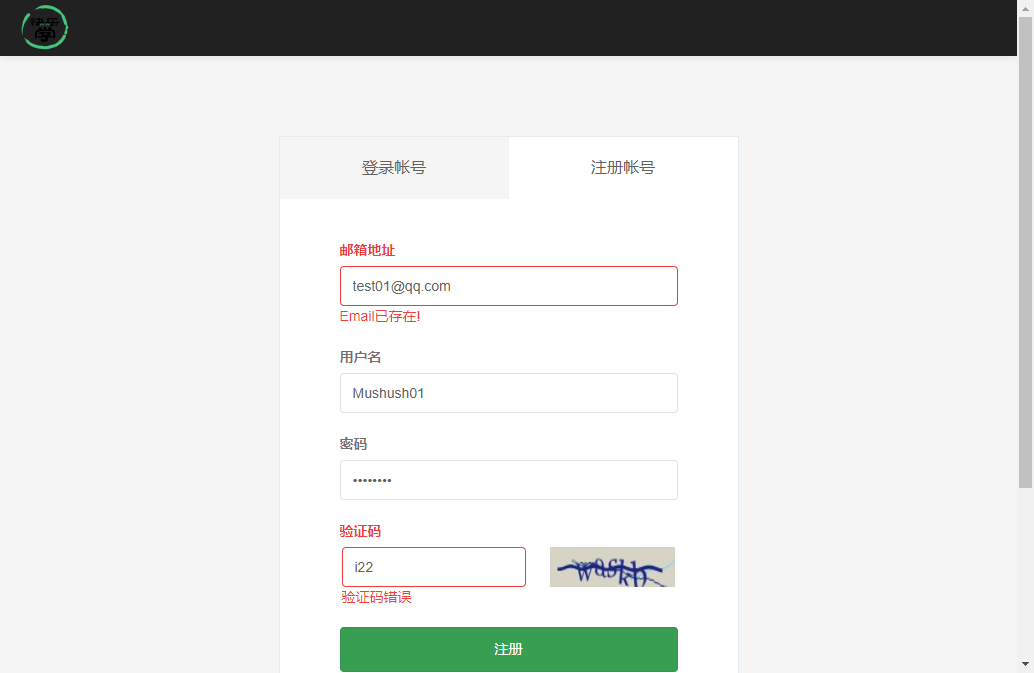 登录帐号
注册帐号
邮箱地址
test01@qq.com
Email已存在!
用户名
Mushush01
密码
••••••••
验证码
i22
验证码错误
注册